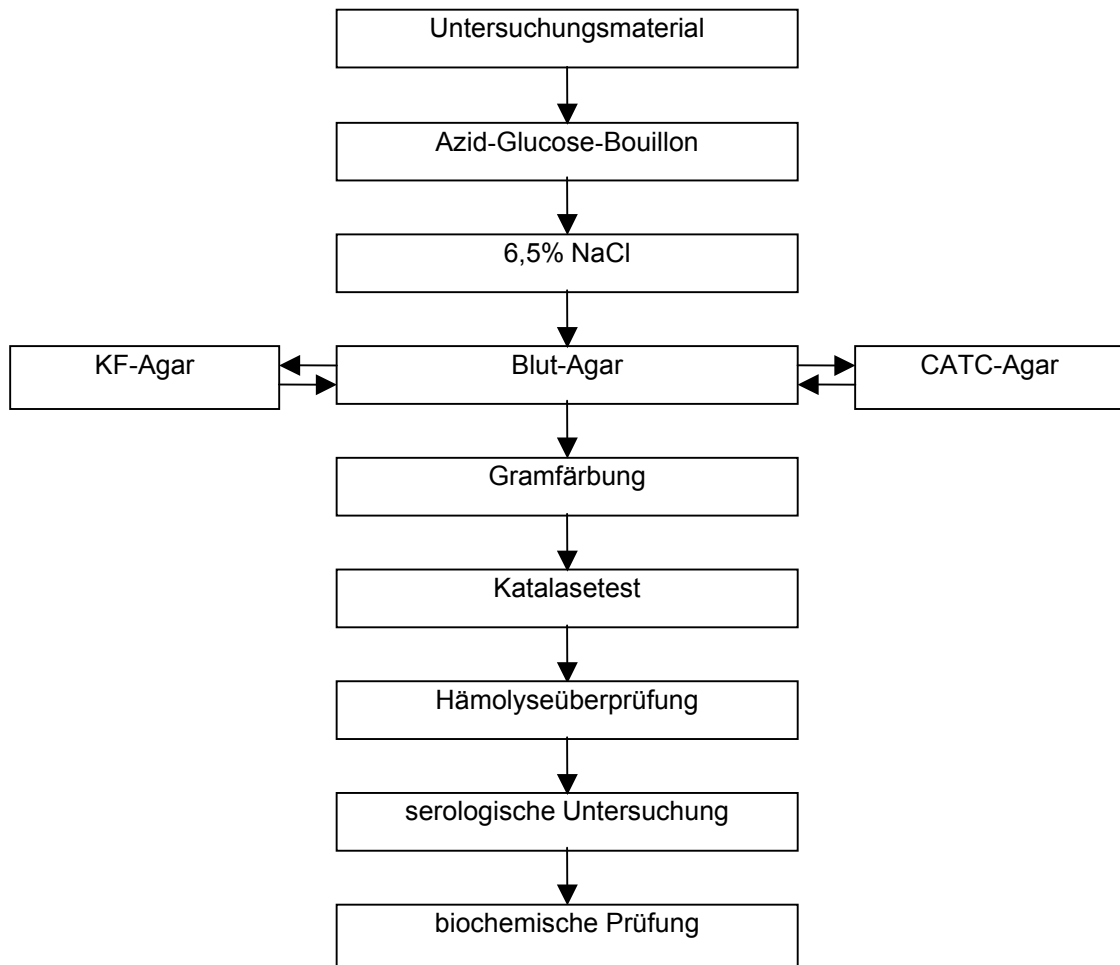 Untersuchungsmaterial
Azid-Glucose-Bouillon
6,5% NaCl
KF-Agar
Blut-Agar
CATC-Agar
Gramfärbung
Katalasetest
Hämolyseüberprüfung
serologische Untersuchung
biochemische Prüfung